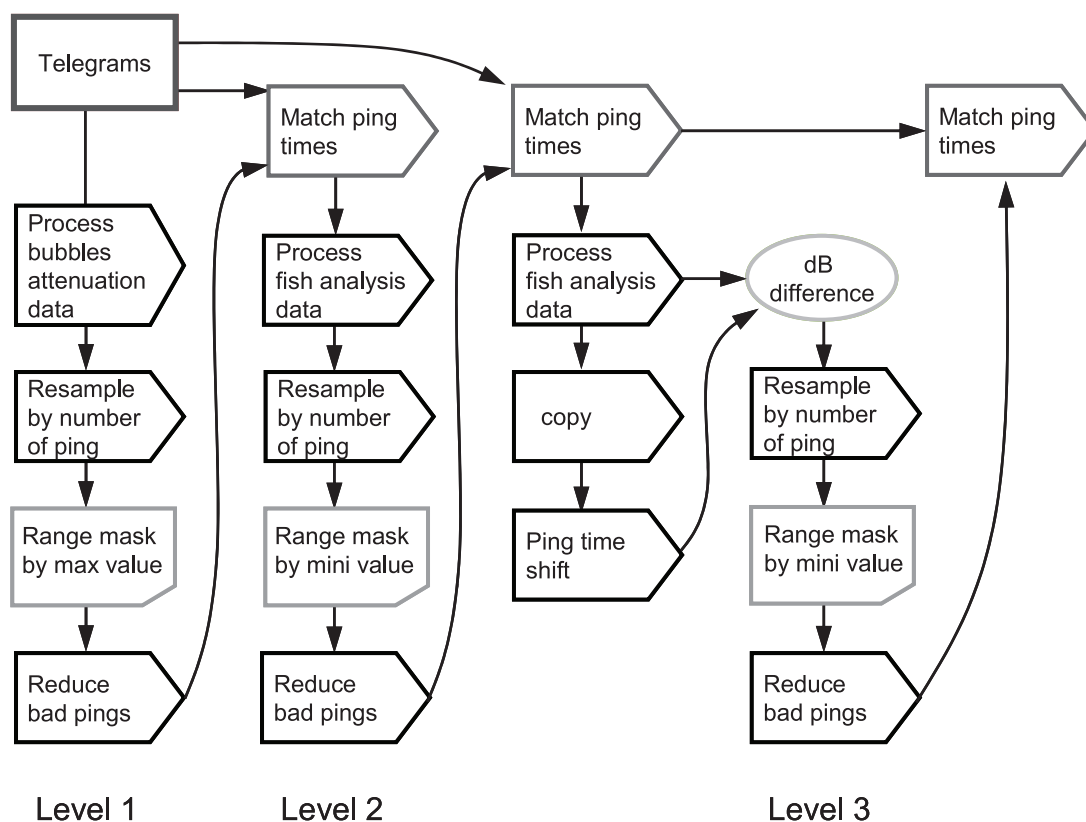 Telegrams
Process
bubbles
attenuation
data
Resample
by number
of ping
Range mask
by max value
Reduce
bad pings
Level 1
Match ping
times
Process
fish analysis
data
Resample
by number
of ping
Range mask
by mini value
Reduce
bad pings
Level 2
Match ping
times
Process
fish analysis
data
copy
Ping time
shift
dB
difference
Resample
by number
of ping
Range mask
by mini value
Reduce
bad pings
Level 3
Match ping
times